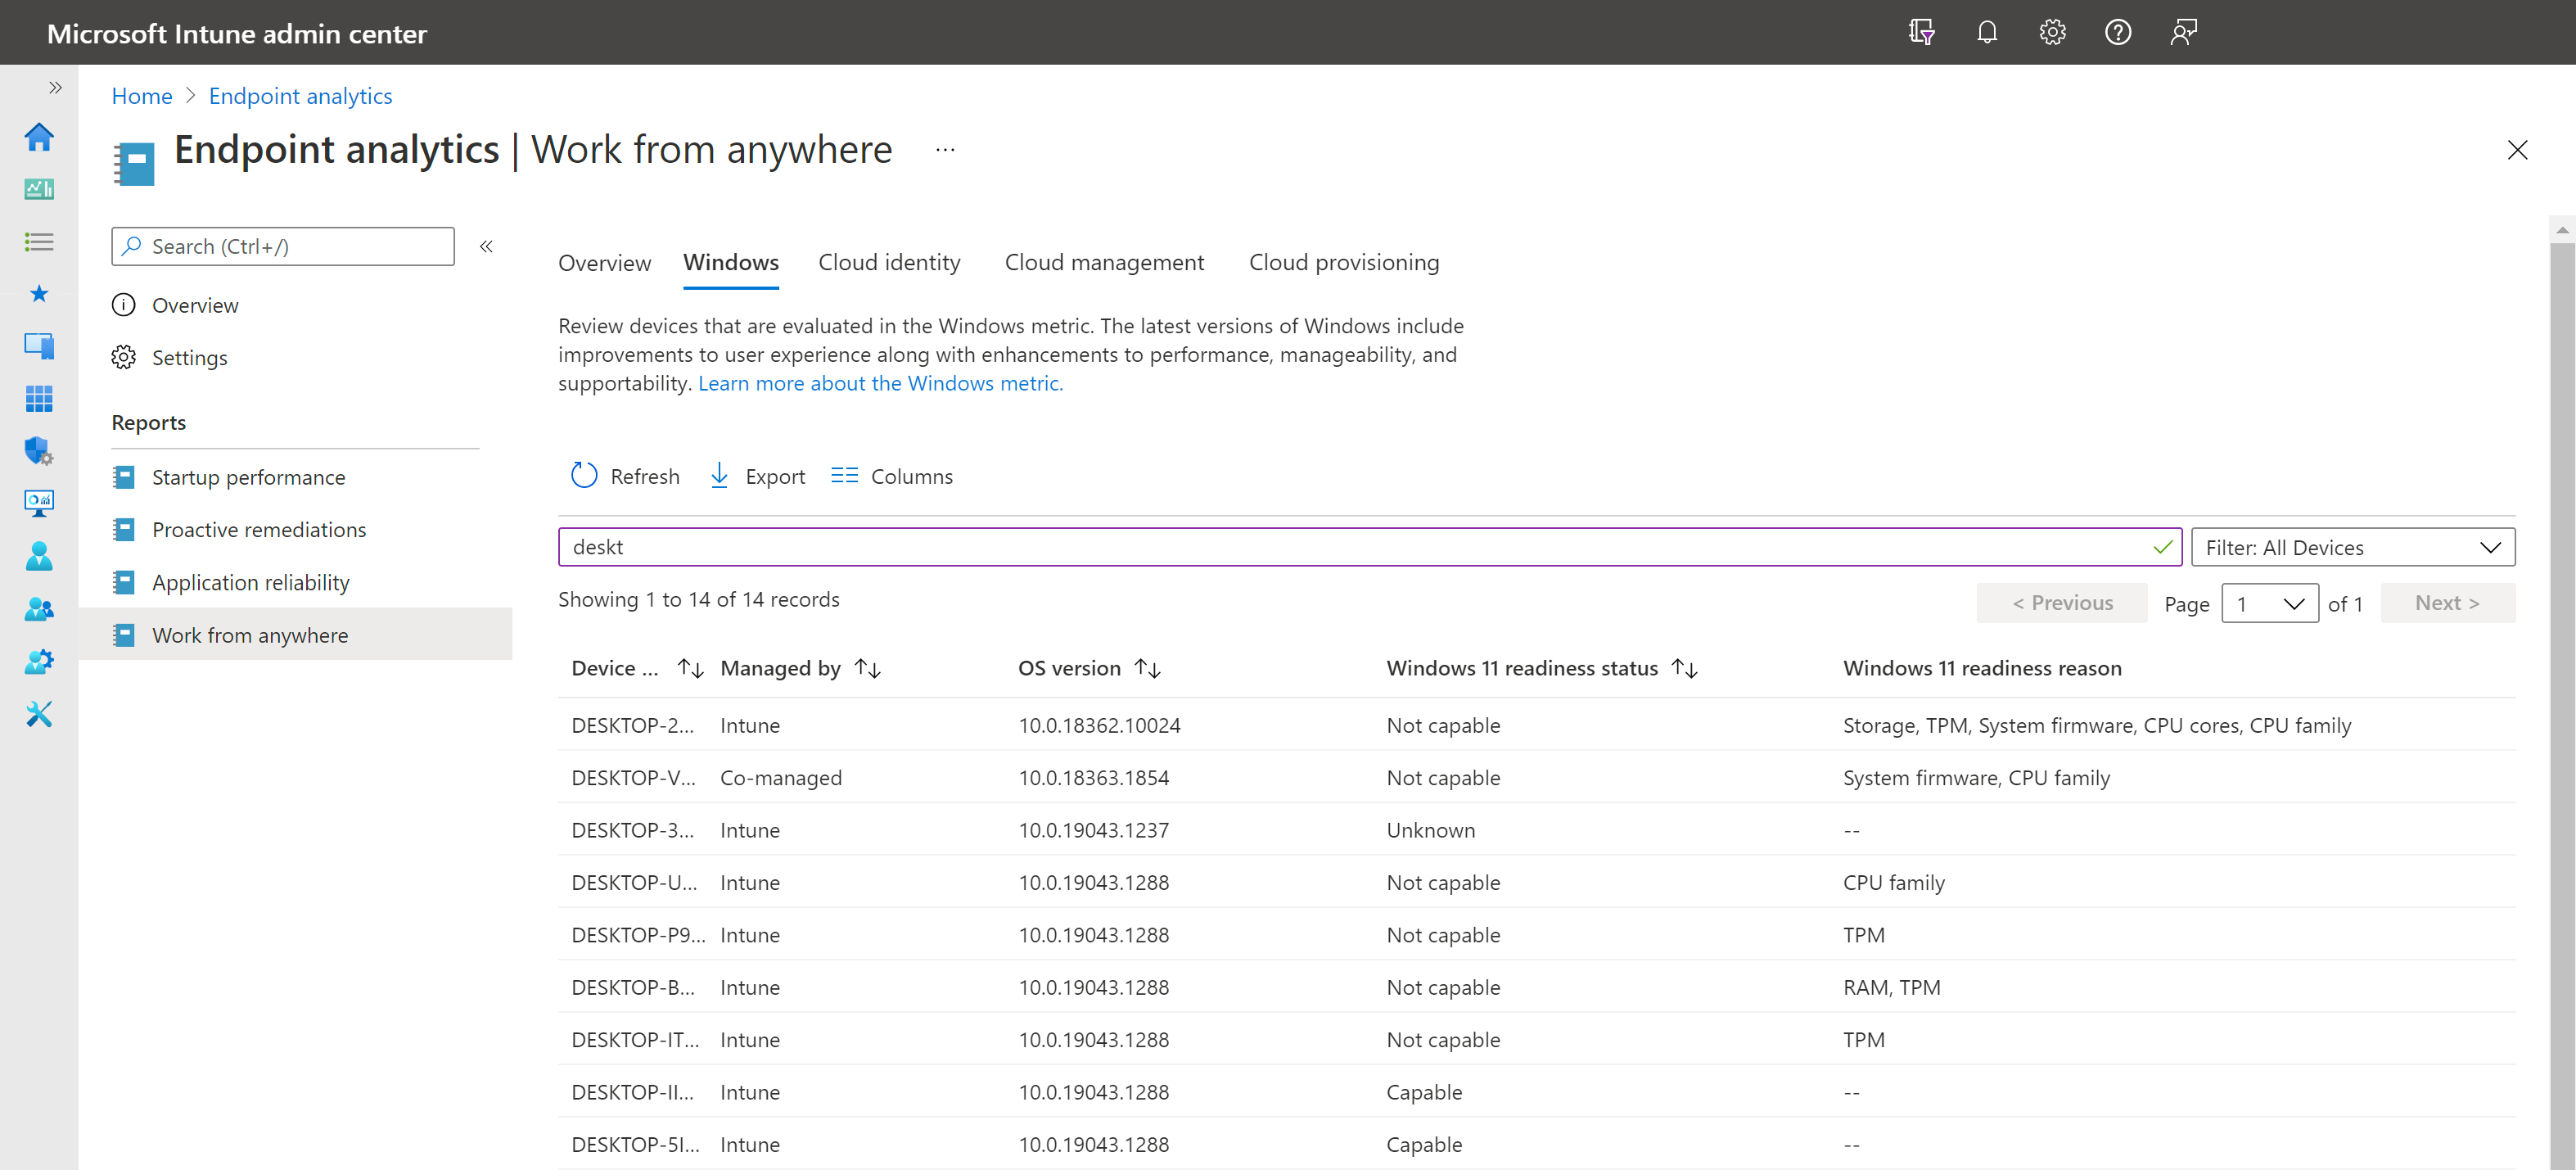 Microsoft Intune admin center
Home > Endpoint analytics
Endpoint analytics | Work from anywhere ...
Search (Ctrl+/)
Overview
Settings
Reports
Startup performance
Proactive remediations
Application reliability
Work from anywhere
Overview Windows Cloud identity Cloud management Cloud provisioning
Review devices that are evaluated in the Windows metric. The latest versions of Windows include
improvements to user experience along with enhancements to performance, manageability, and
supportability. Learn more about the Windows metric.
Refresh Export Columns
deskt Filter: All Devices
Showing 1 to 14 of 14 records < Previous Page 1 of 1 Next >
Device ... Managed by OS version Windows 11 readiness status Windows 11 readiness reason
DESKTOP-2... Intune 10.0.18362.10024 Not capable Storage, TPM, System firmware, CPU cores, CPU family
DESKTOP-V... Co-managed 10.0.18363.1854 Not capable System firmware, CPU family
DESKTOP-3... Intune 10.0.19043.1237 Unknown --
DESKTOP-U... Intune 10.0.19043.1288 Not capable CPU family
DESKTOP-P9... Intune 10.0.19043.1288 Not capable TPM
DESKTOP-B... Intune 10.0.19043.1288 Not capable RAM, TPM
DESKTOP-IT... Intune 10.0.19043.1288 Not capable TPM
DESKTOP-II... Intune 10.0.19043.1288 Capable --
DESKTOP-5I... Intune 10.0.19043.1288 Capable --